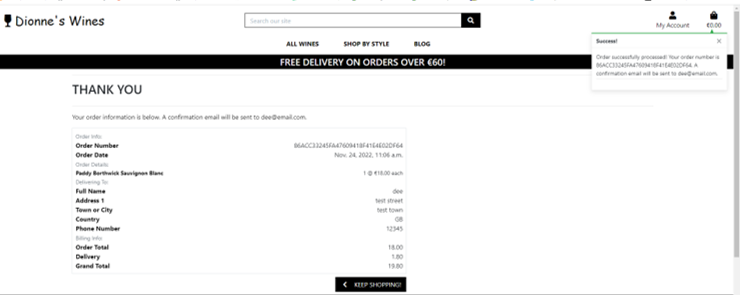 Dionne's Wines
Search our site
My Account
€0.00
ALL WINES SHOP BY STYLE BLOG
FREE DELIVERY ON ORDERS OVER €60!
Success!
Order successfully processed! Your order number is
86ACC33245FA47609418F41E4E02DF64. A
confirmation email will be sent to dee@email.com.
THANK YOU
Your order information is below. A confirmation email will be sent to dee@email.com.
Order Info:
Order Number 86ACC33245FA47609418F41E4E02DF64
Order Date Nov. 24, 2022, 11:06 a.m.
Order Details:
Paddy Borthwick Sauvignon Blanc 1 @ €18.00 each
Delivering To:
Full Name dee
Address 1 test street
Town or City test town
Country GB
Phone Number 12345
Billing Info:
Order Total 18.00
Delivery 1.80
Grand Total 19.80
KEEP SHOPPING!